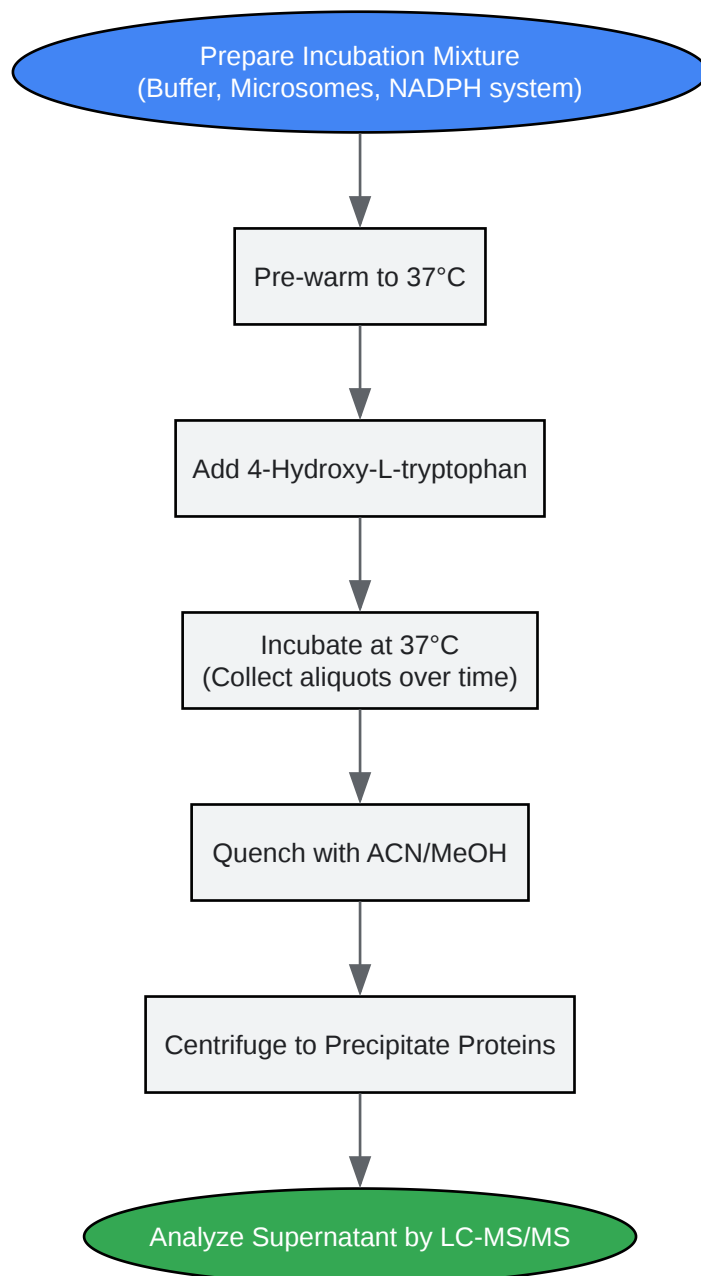 Prepare Incubation Mixture
(Buffer, Microsomes, NADPH system)
Pre-warm to 37°C
Add 4-Hydroxy-L-tryptophan
Incubate at 37°C
(Collect aliquots over time)
Quench with ACN/MeOH
Centrifuge to Precipitate Proteins
Analyze Supernatant by LC-MS/MS